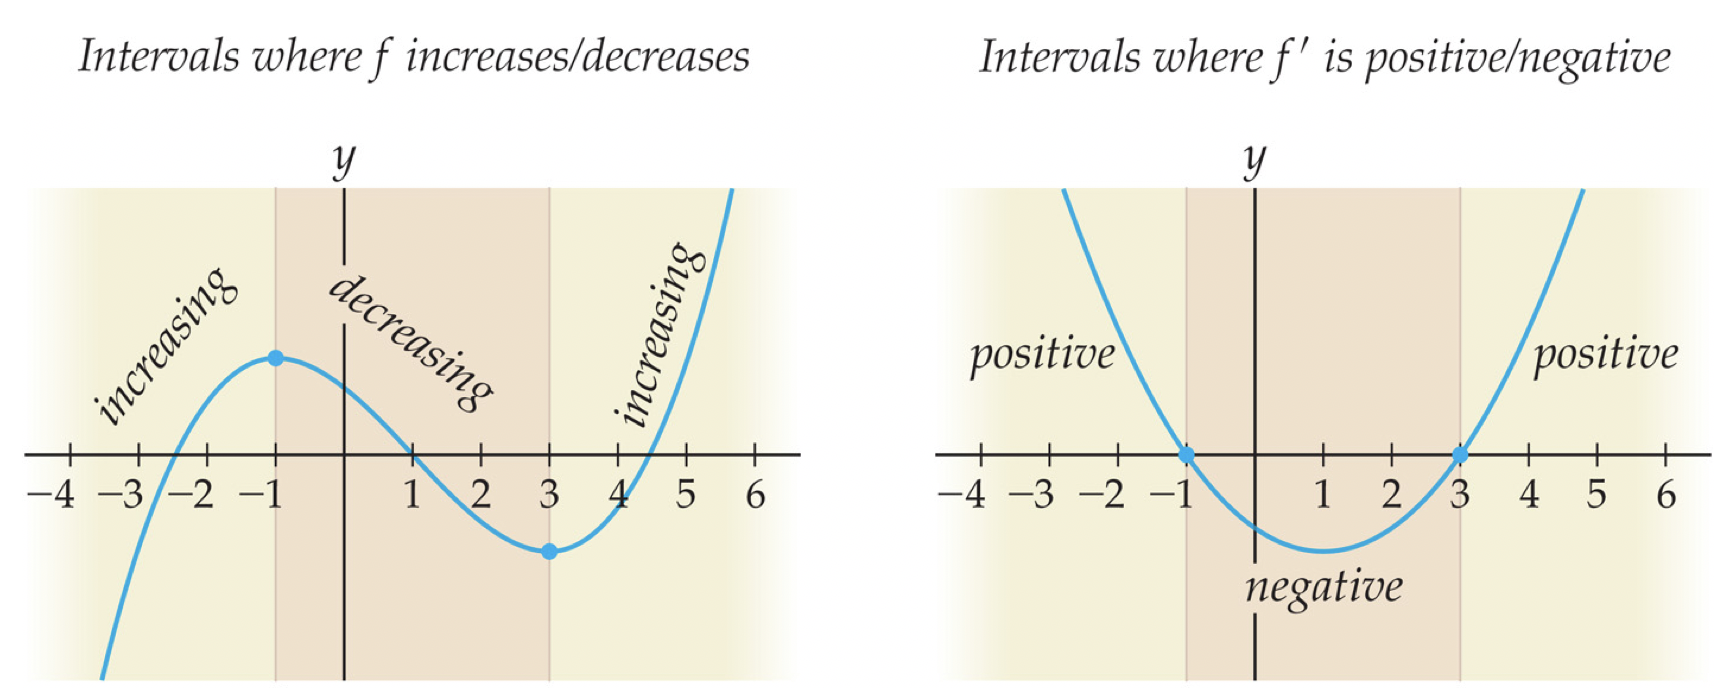 Intervals where f increases/decreases
y
increasing
decreasing
increasing
−4 −3 −2 −1 1 2 3 4 5 6
Intervals where f′ is positive/negative
y
positive
positive
−4 −3 −2 −1 1 2 3 4 5 6
negative